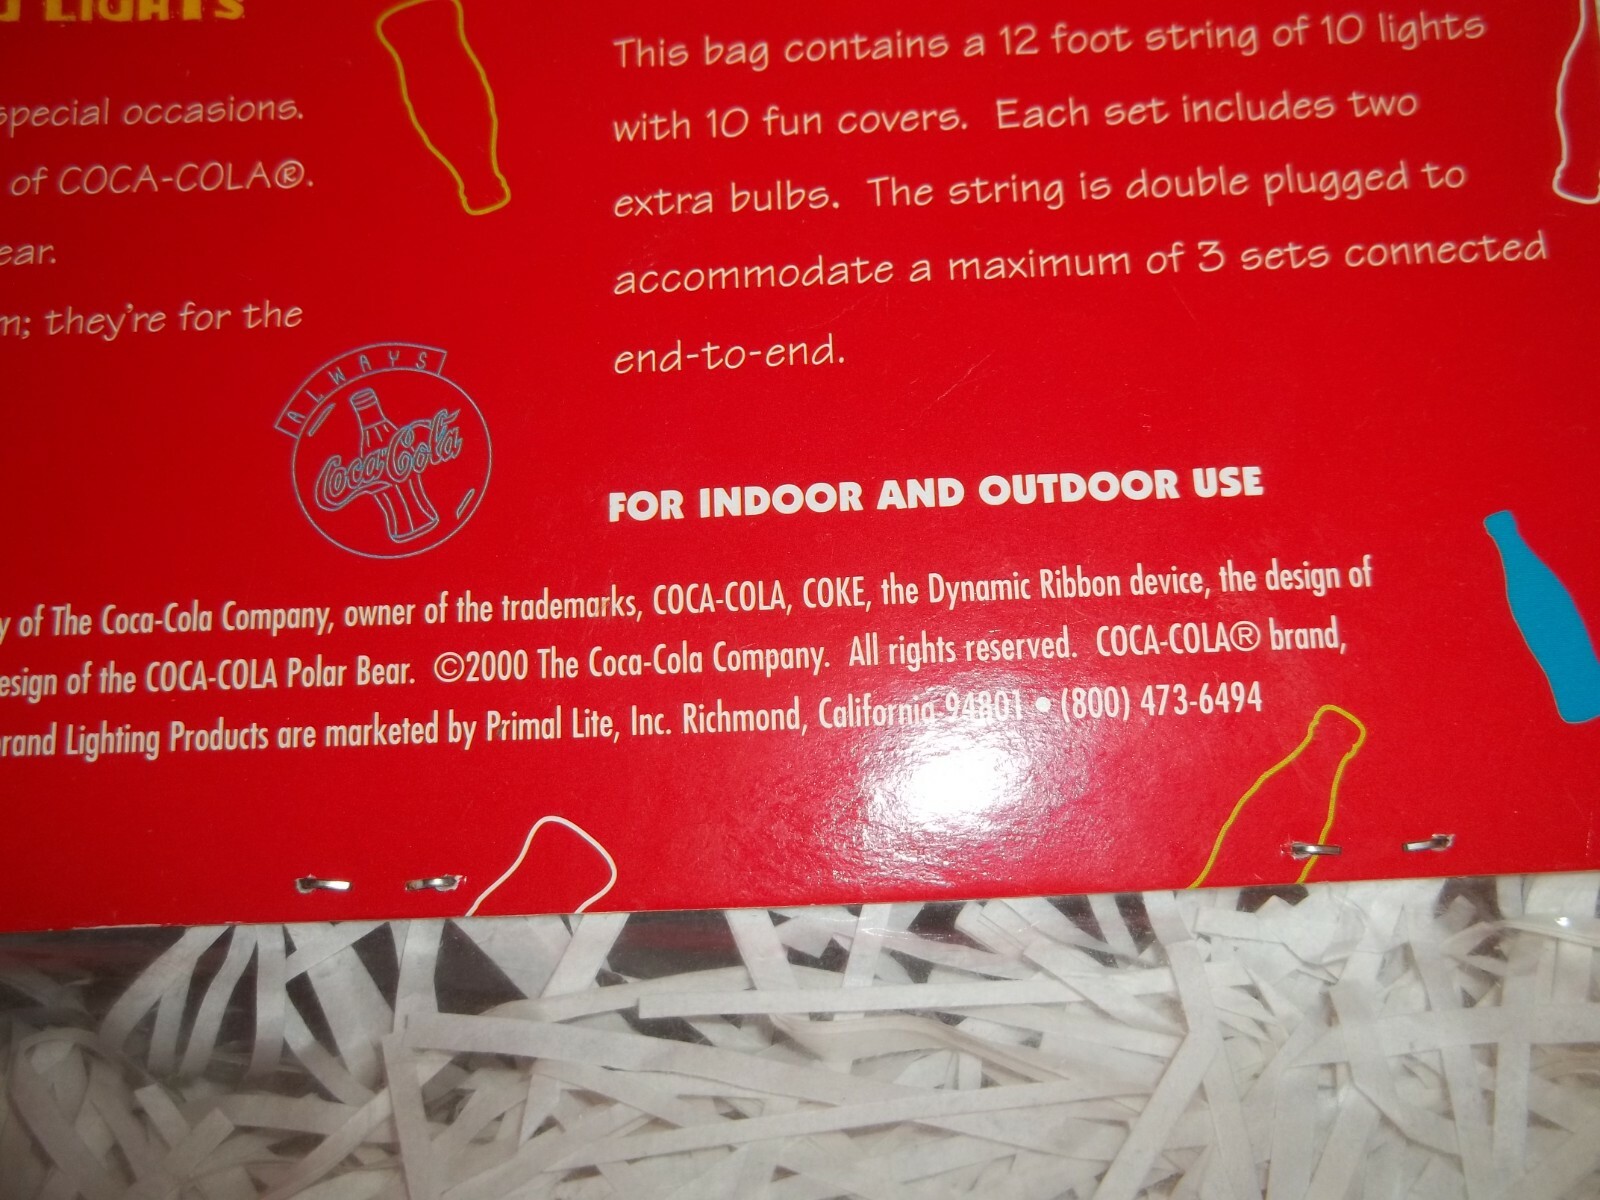 LIGHTS
special occasions.
of COCA-COLA®.
they're for the
This bag contains a 12 foot string of 10 lights
with 10 fun covers. Each set includes two
extra bulbs. The string is double plugged to
accommodate a maximum of 3 sets connected
end-to-end.
ALWAYS
Coca-Cola
FOR INDOOR AND OUTDOOR USE
of The Coca-Cola Company, owner of the trademarks, COCA-COLA, COKE, the Dynamic Ribbon device, the design of
esign of the COCA-COLA Polar Bear. ©2000 The Coca-Cola Company. All rights reserved. COCA-COLA® brand,
rand Lighting Products are marketed by Primal Lite, Inc. Richmond, California 94801 • (800) 473-6494